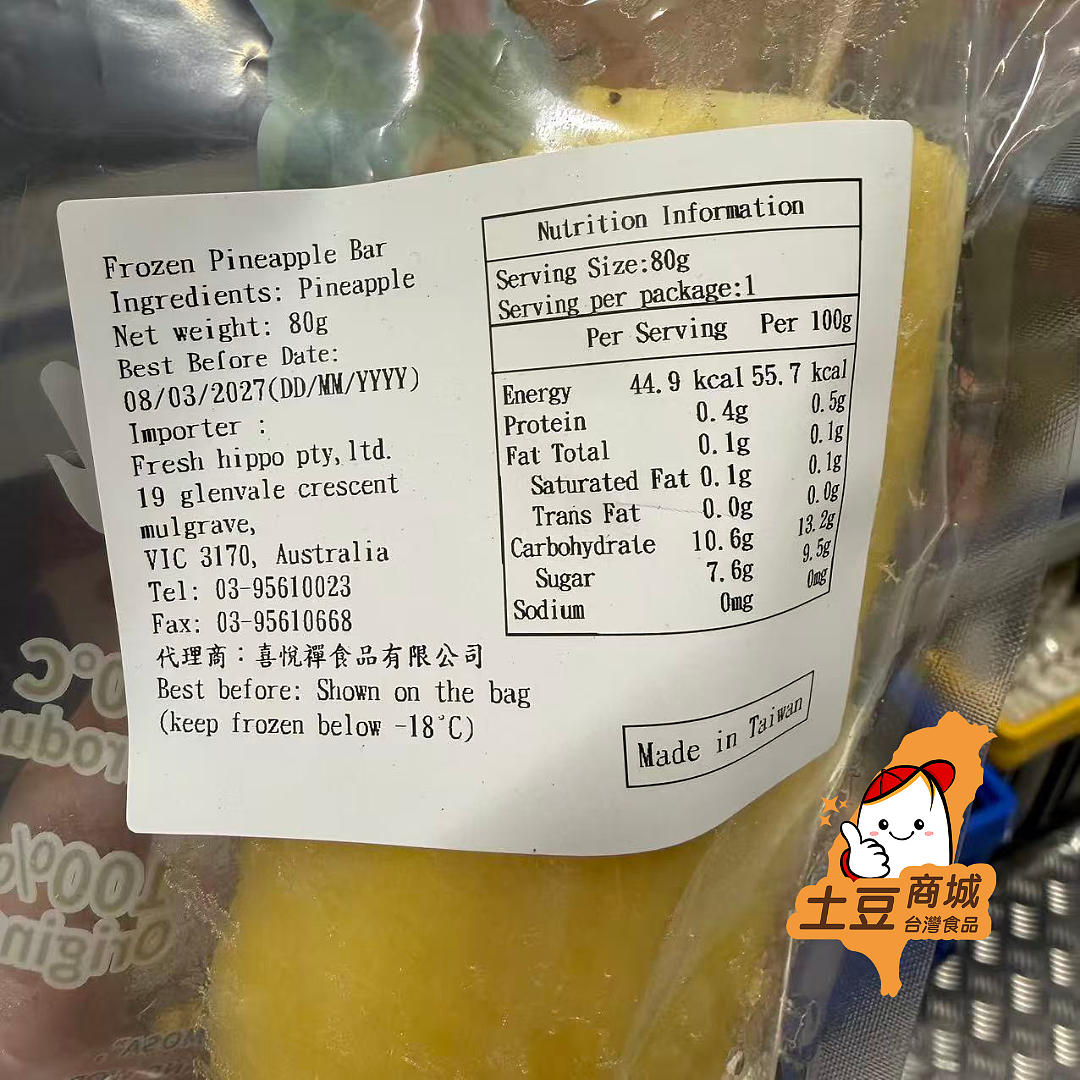 Frozen Pineapple Bar
Ingredients: Pineapple
Net weight: 80g
Best Before Date:
08/03/2027(DD/MM/YYYY)
Importer :
Fresh hippo pty,ltd.
19 glenvale crescent
mulgrave,
VIC 3170, Australia
Tel: 03-95610023
Fax: 03-95610668
代理商：喜悅禪食品有限公司
Best before: Shown on the bag
(keep frozen below -18°C)
Nutrition Information
Serving Size:80g
Serving per package:1
Per Serving Per 100g
Energy 44.9 kcal 55.7 kcal
Protein 0.4g 0.5g
Fat Total 0.1g 0.1g
Saturated Fat 0.1g 0.1g
Trans Fat 0.0g 0.0g
Carbohydrate 10.6g 13.2g
Sugar 7.6g 9.5g
Sodium 0mg 0mg
Made in Taiwan
100%
土豆商城
台灣食品